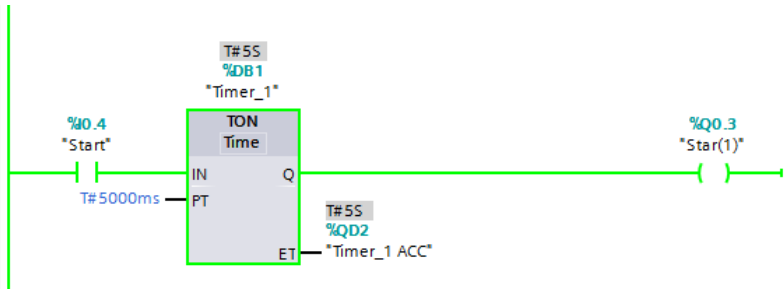 T#5S
%DB1
"Timer_1"
%I0.4
"Start"
TON
Time
IN
Q
T#5000ms
PT
T#5S
%QD2
ET
"Timer_1 ACC"
%Q0.3
"Star(1)"